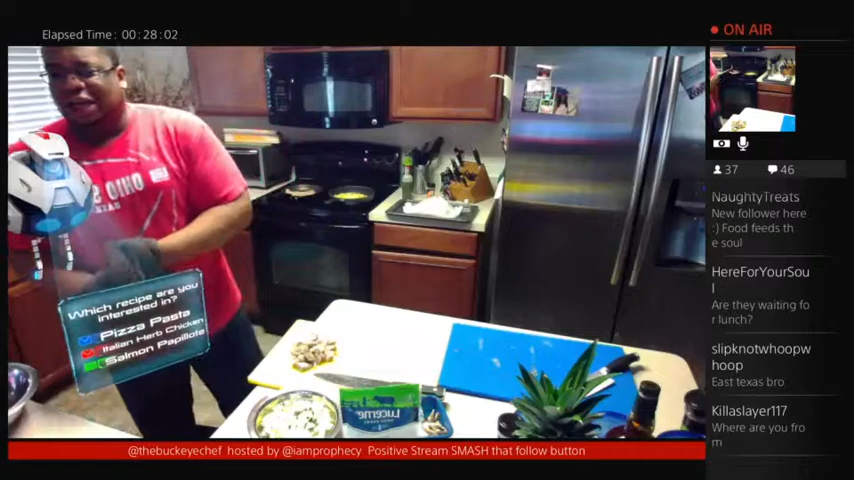 Elapsed Time : 00:28:02
ON AIR
37
46
NaughtyTreats
New follower here
:) Food feeds th
e soul
HereForYourSou
l
Are they waiting fo
r lunch?
slipknotwhoopw
hoop
East texas bro
Killaslayer117
Where are you fro
m
OHIO S
Which recipe are you
interested in?
Pizza Pasta
Italian Herb Chicken
Salmon Papillote
LUCERNE
@thebuckeyechef hosted by @iamprophecy Positive Stream SMASH that follow button